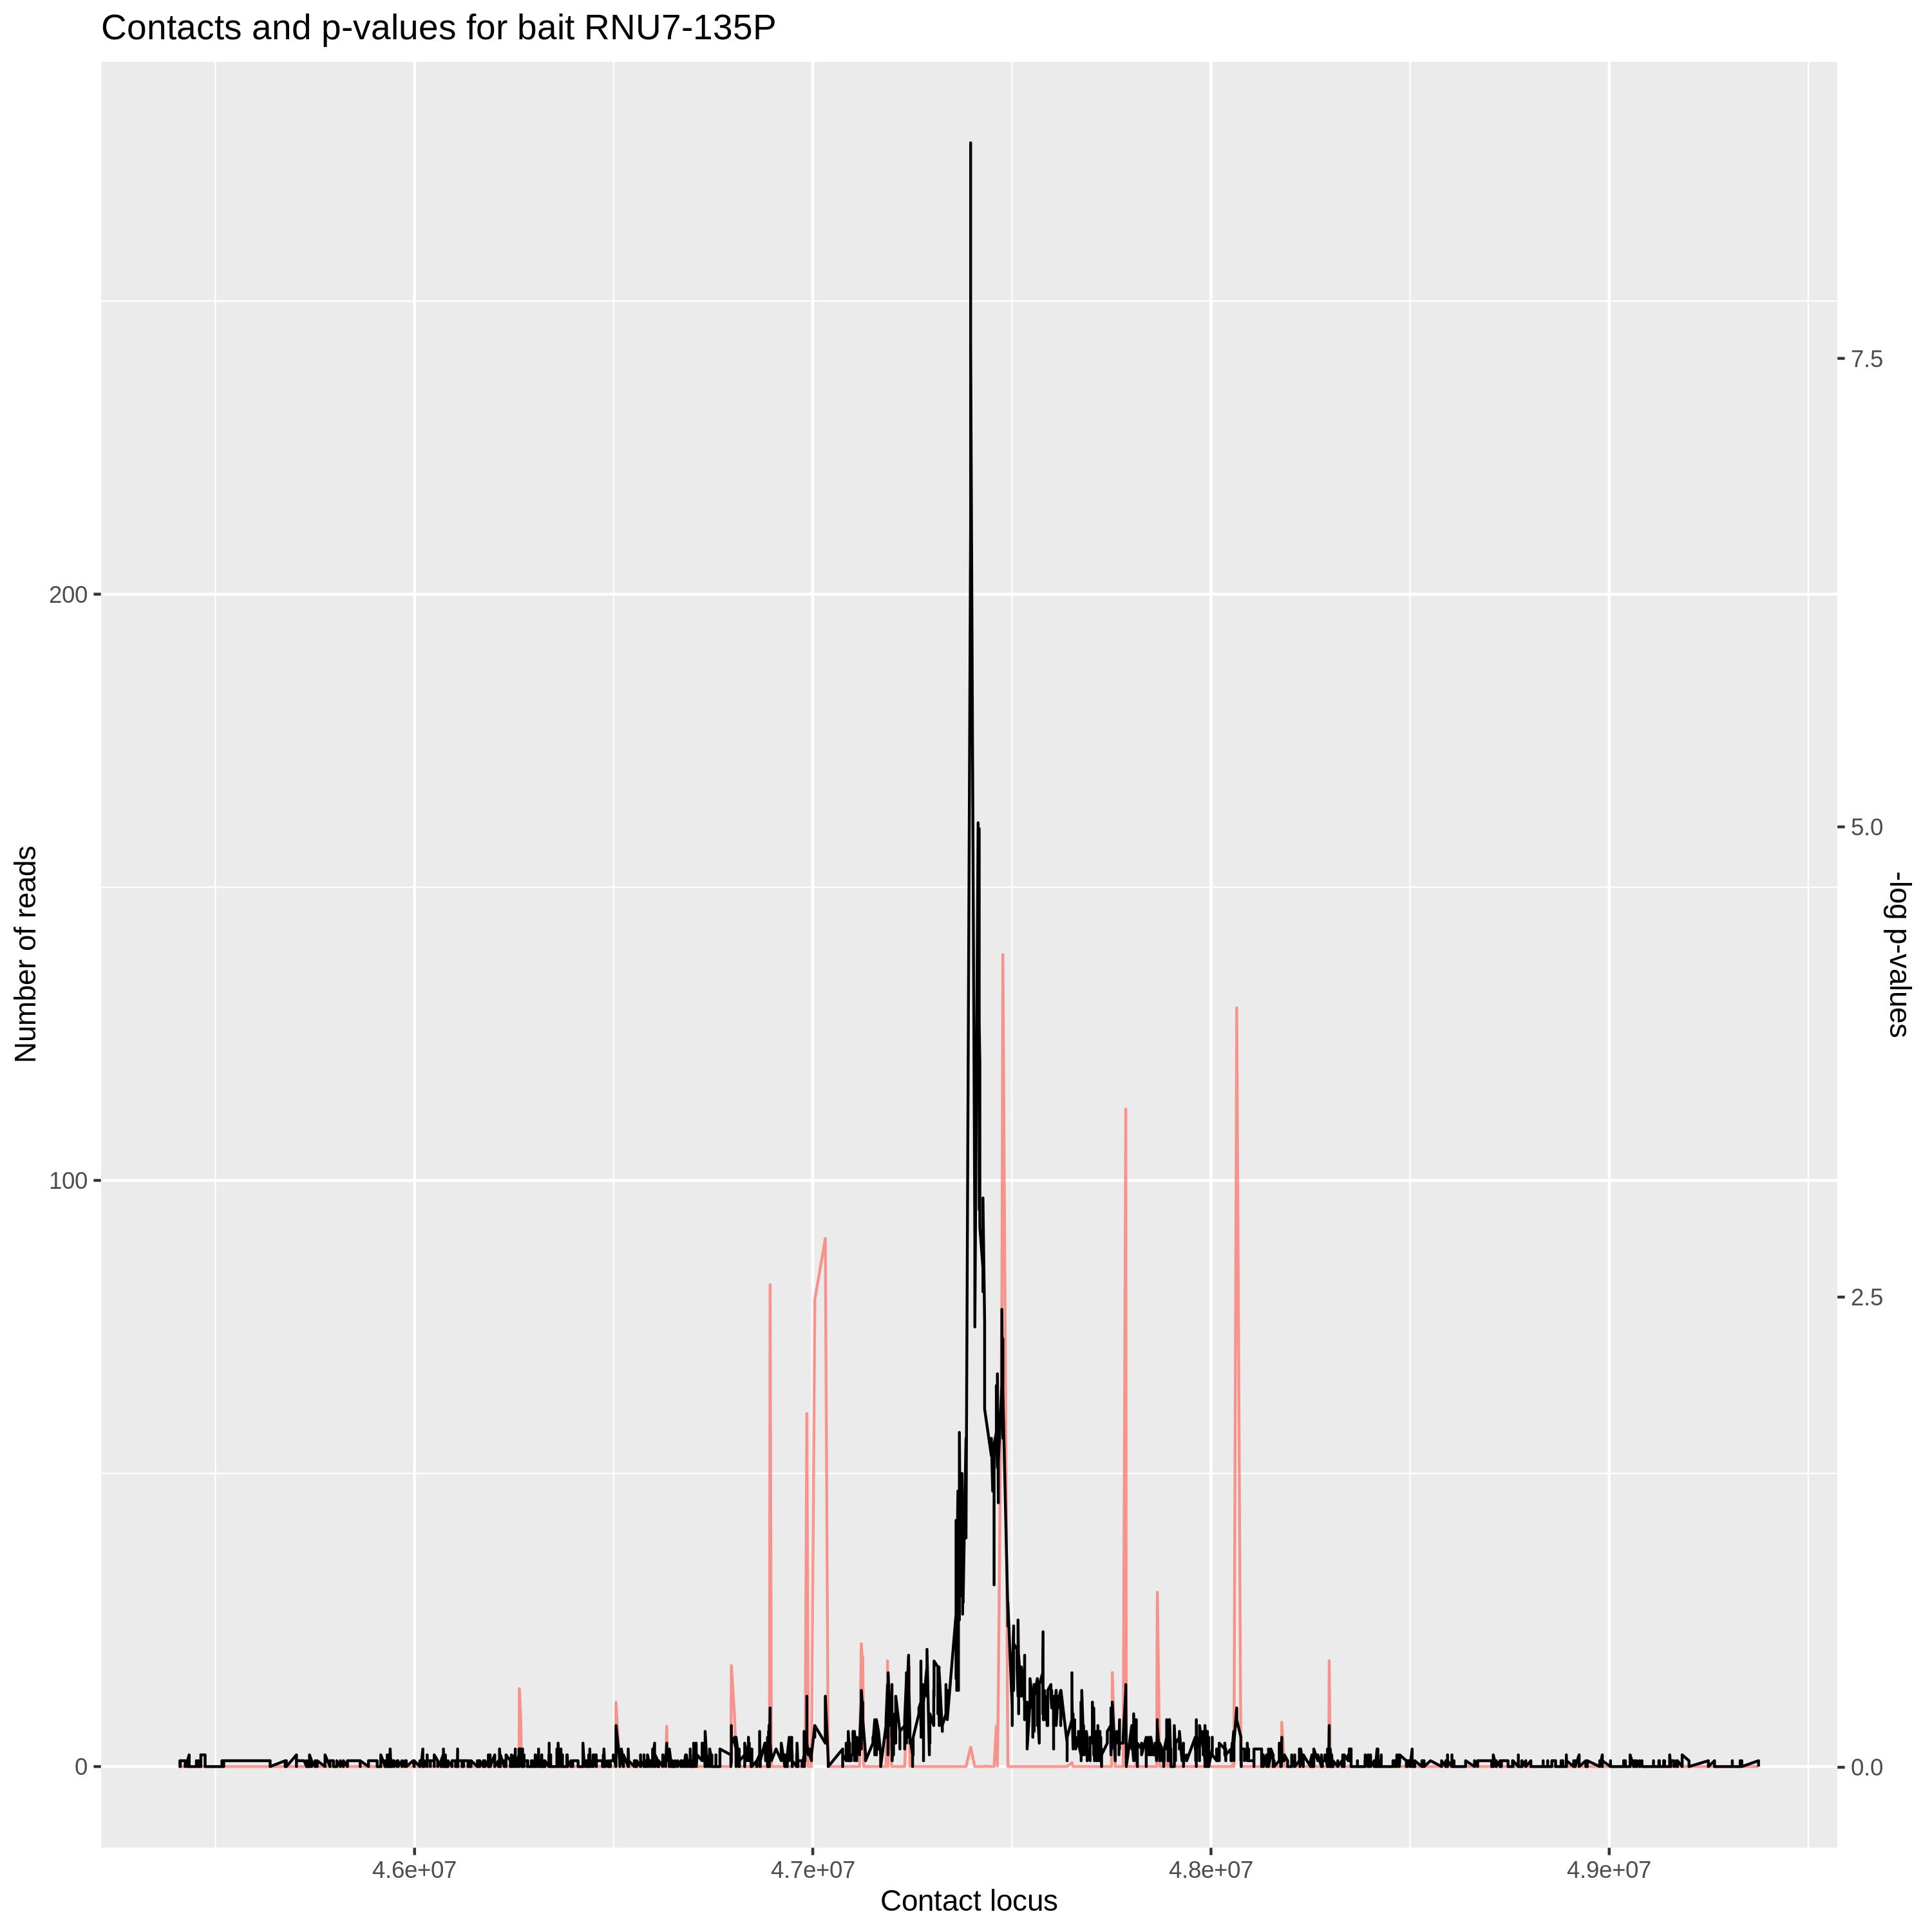 Contacts and p-values for bait RNU7-135P
Number of reads
200
100
0
7.5
5.0
2.5
0.0
-log p-values
4.6e+07
4.7e+07
4.8e+07
4.9e+07
Contact locus